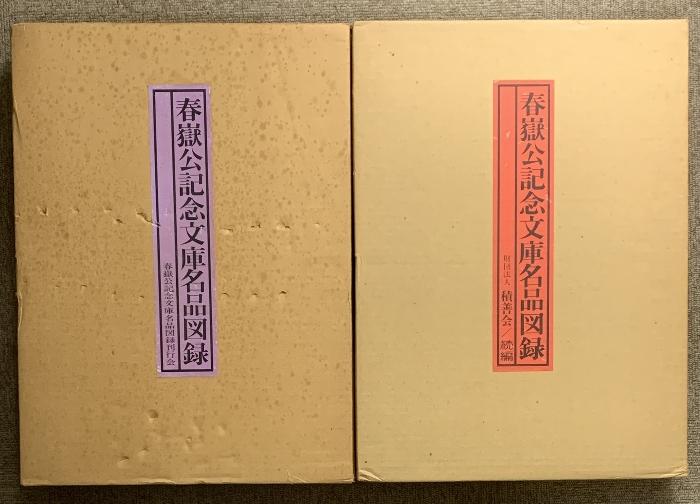 春嶽公記念文庫名品図録
春嶽公記念文庫名品図録刊行会
春嶽公記念文庫名品図録
財団法人 積善会/続編